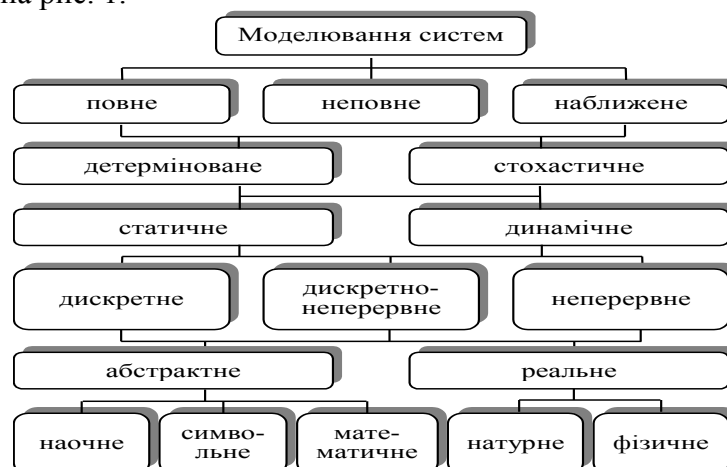 на рис. 1.
Моделювання систем
повне
неповне
наближене
детерміноване
стохастичне
статичне
динамічне
дискретне
дискретно-
неперервне
неперервне
абстрактне
реальне
наочне
симво-
льне
мате-
матичне
натурне
фізичне